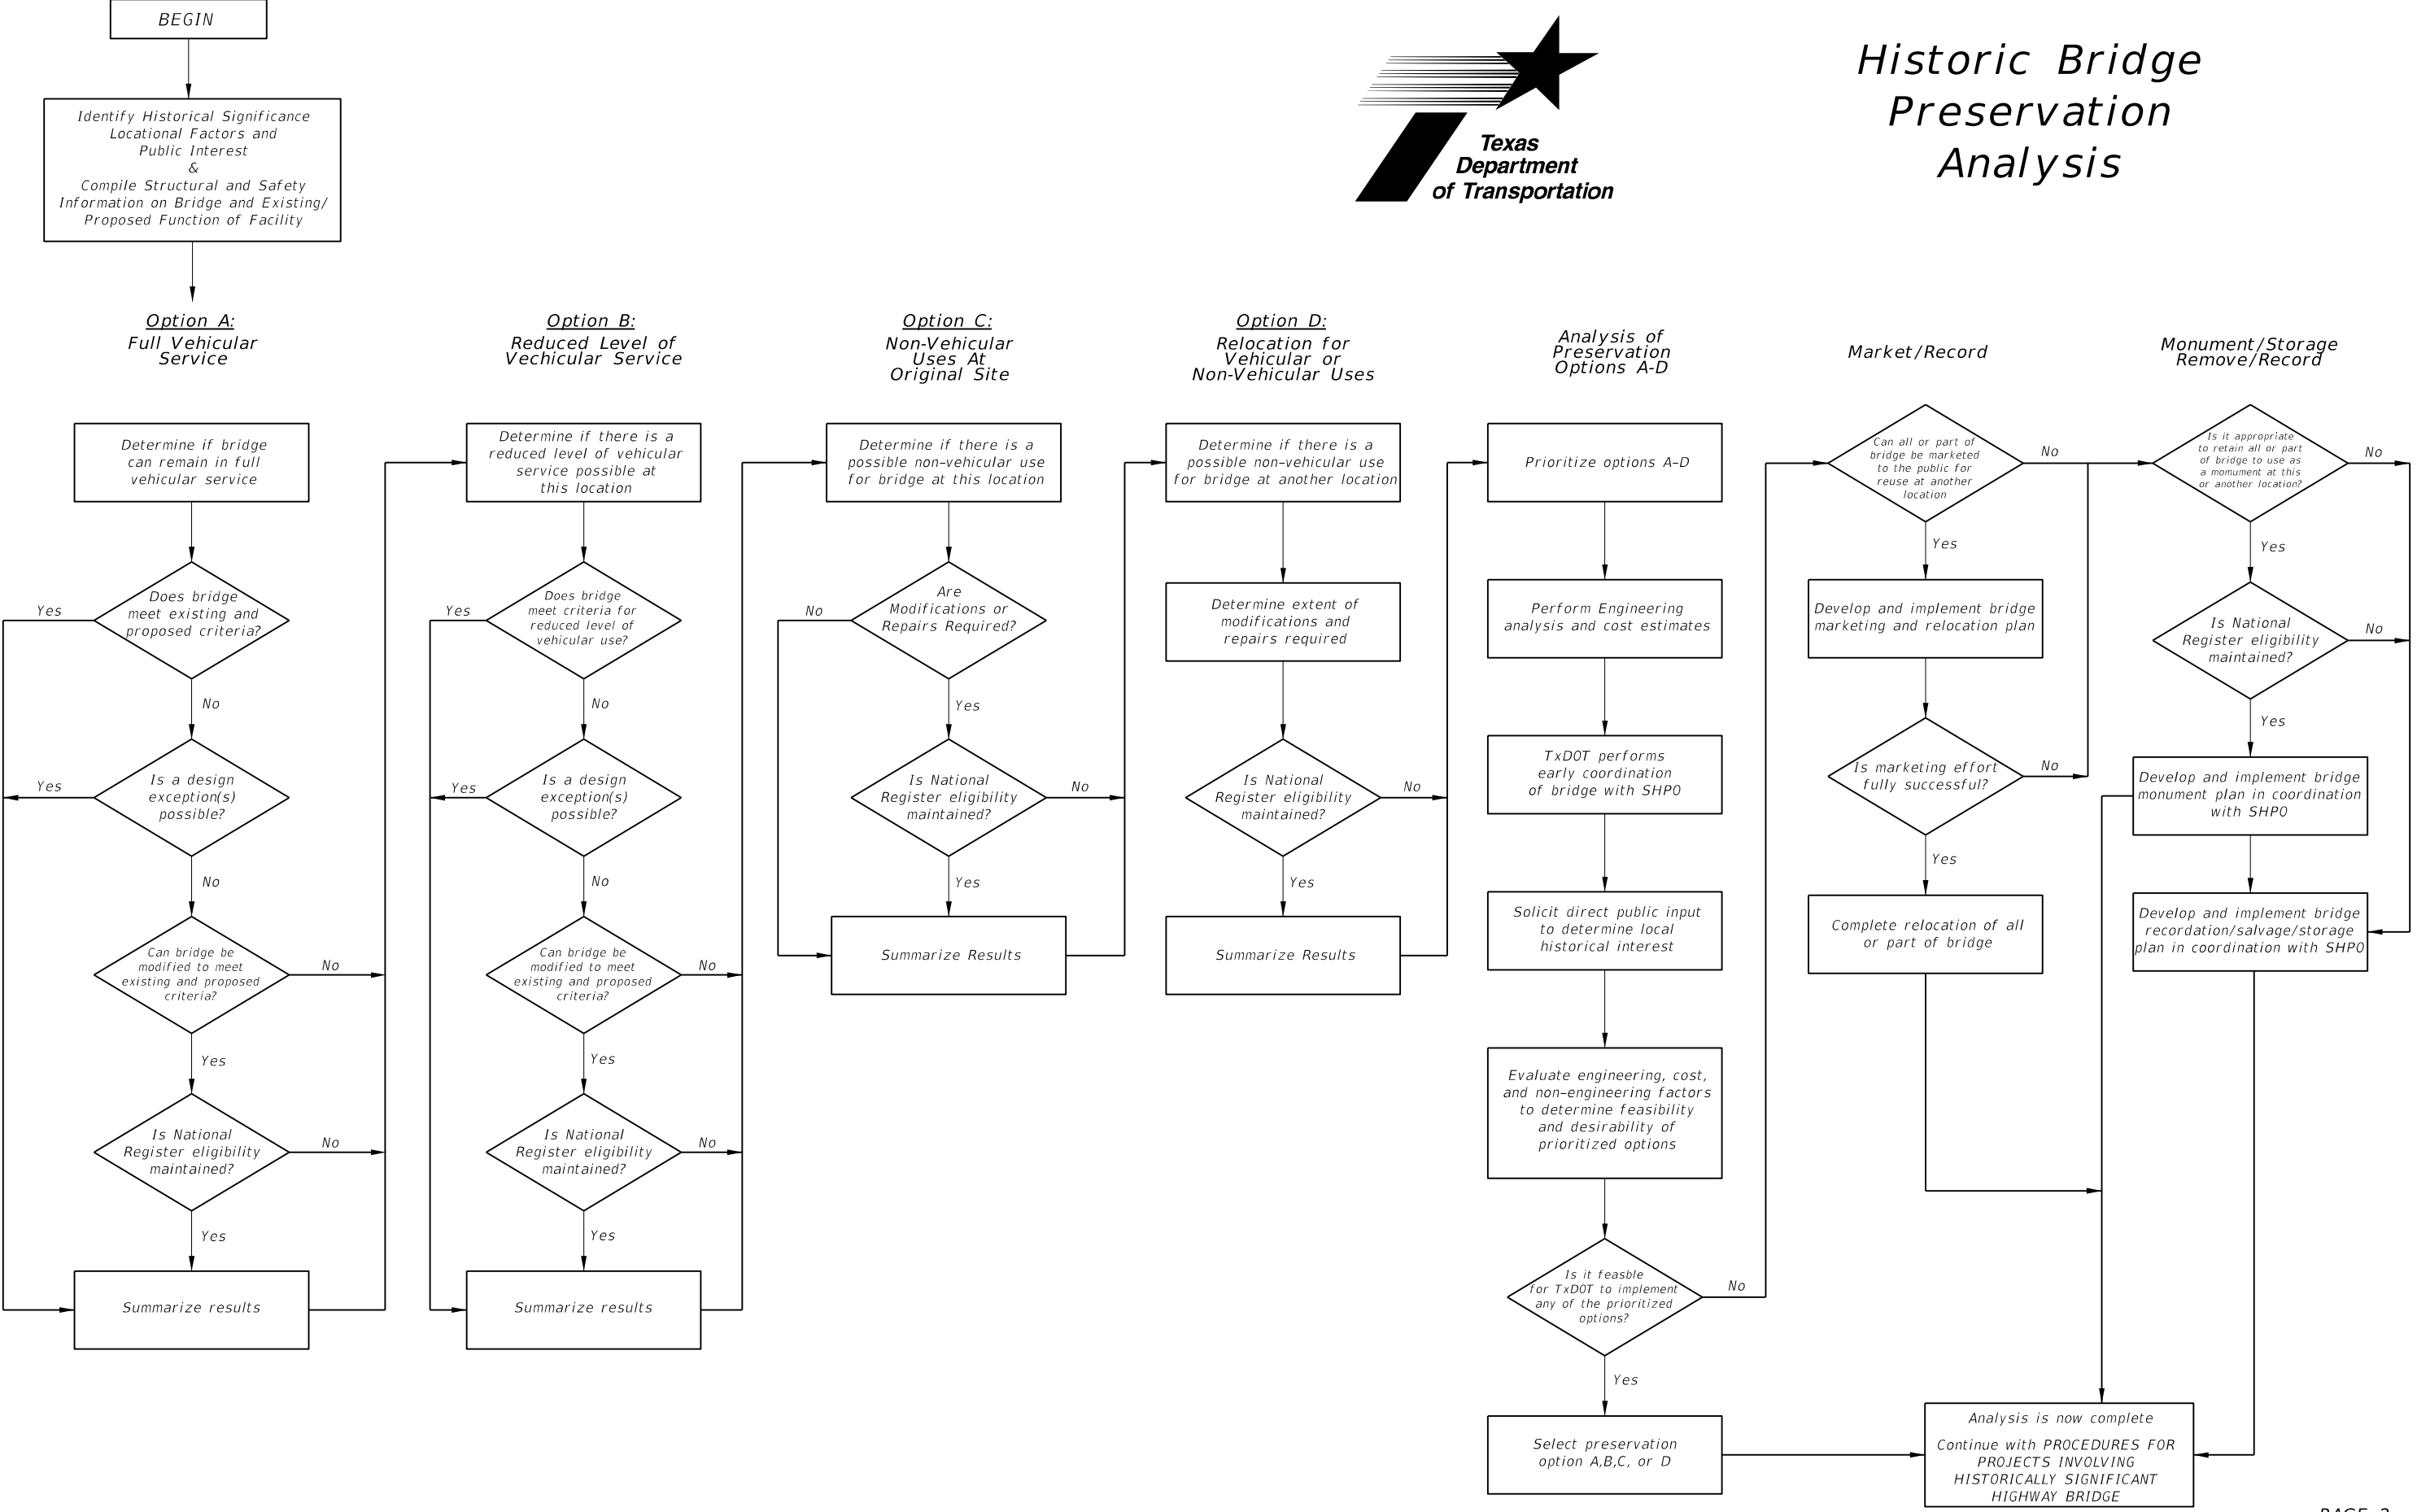 BEGIN
Identify Historical Significance
Locational Factors and
Public Interest
&
Compile Structural and Safety
Information on Bridge and Existing/
Proposed Function of Facility
Texas
Department
of Transportation
Historic Bridge
Preservation
Analysis
Option A:
Full Vehicular
Service
Determine if bridge
can remain in full
vehicular service
Does bridge
meet existing and
proposed criteria?
Yes
No
Is a design
exception(s)
possible?
Yes
No
Can bridge be
modified to meet
existing and proposed
criteria?
No
Yes
Is National
Register eligibility
maintained?
No
Yes
Summarize results
Option B:
Reduced Level of
Vechicular Service
Determine if there is a
reduced level of vehicular
service possible at
this location
Does bridge
meet criteria for
reduced level of
vehicular use?
Yes
No
Is a design
exception(s)
possible?
Yes
No
Can bridge be
modified to meet
existing and proposed
criteria?
No
Yes
Is National
Register eligibility
maintained?
No
Yes
Summarize results
Option C:
Non-Vehicular
Uses At
Original Site
Determine if there is a
possible non-vehicular use
for bridge at this location
Are
Modifications or
Repairs Required?
No
Yes
Is National
Register eligibility
maintained?
No
Yes
Summarize Results
Option D:
Relocation for
Vehicular or
Non-Vehicular Uses
Determine if there is a
possible non-vehicular use
for bridge at another location
Determine extent of
modifications and
repairs required
Is National
Register eligibility
maintained?
No
Yes
Summarize Results
Analysis of
Preservation
Options A-D
Prioritize options A-D
Perform Engineering
analysis and cost estimates
TxDOT performs
early coordination
of bridge with SHPO
Solicit direct public input
to determine local
historical interest
Evaluate engineering, cost,
and non-engineering factors
to determine feasibility
and desirability of
prioritized options
Is it feasble
for TxDOT to implement
any of the prioritized
options?
No
Yes
Select preservation
option A,B,C, or D
Market/Record
Can all or part of
bridge be marketed
to the public for
reuse at another
location
No
Yes
Develop and implement bridge
marketing and relocation plan
Is marketing effort
fully successful?
No
Yes
Complete relocation of all
or part of bridge
Monument/Storage
Remove/Record
Is it appropriate
to retain all or part
of bridge to use as
a monument at this
or another location?
No
Yes
Is National
Register eligibility
maintained?
No
Yes
Develop and implement bridge
monument plan in coordination
with SHPO
Develop and implement bridge
recordation/salvage/storage
plan in coordination with SHPO
Analysis is now complete
Continue with PROCEDURES FOR
PROJECTS INVOLVING
HISTORICALLY SIGNIFICANT
HIGHWAY BRIDGE